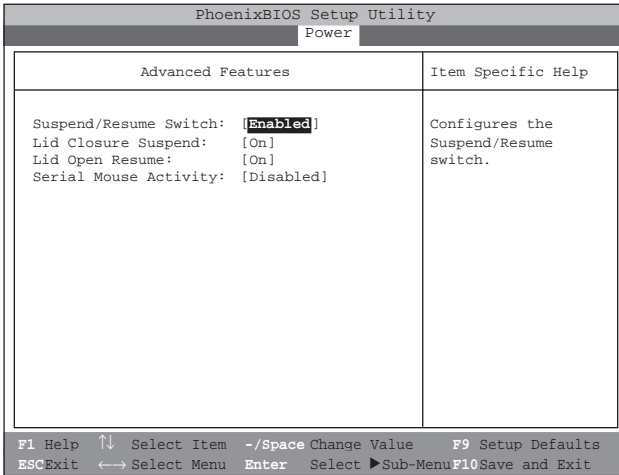 PhoenixBIOS Setup Utility
Power
Advanced Features
Item Specific Help
Suspend/Resume Switch: [Enabled]
Lid Closure Suspend: [On]
Lid Open Resume: [On]
Serial Mouse Activity: [Disabled]
Configures the
Suspend/Resume
switch.
F1 Help ↑↓ Select Item -/Space Change Value F9 Setup Defaults
ESC Exit ←→ Select Menu Enter Select ▶Sub-Menu F10 Save and Exit